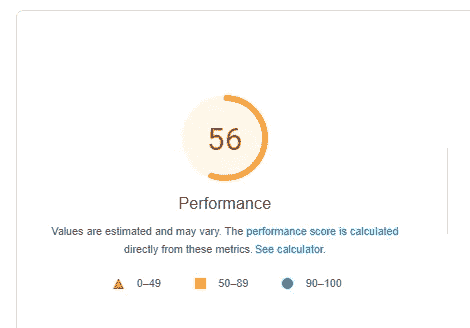 56
Performance
Values are estimated and may vary. The performance score is calculated
directly from these metrics. See calculator.
0–49 50–89 90–100